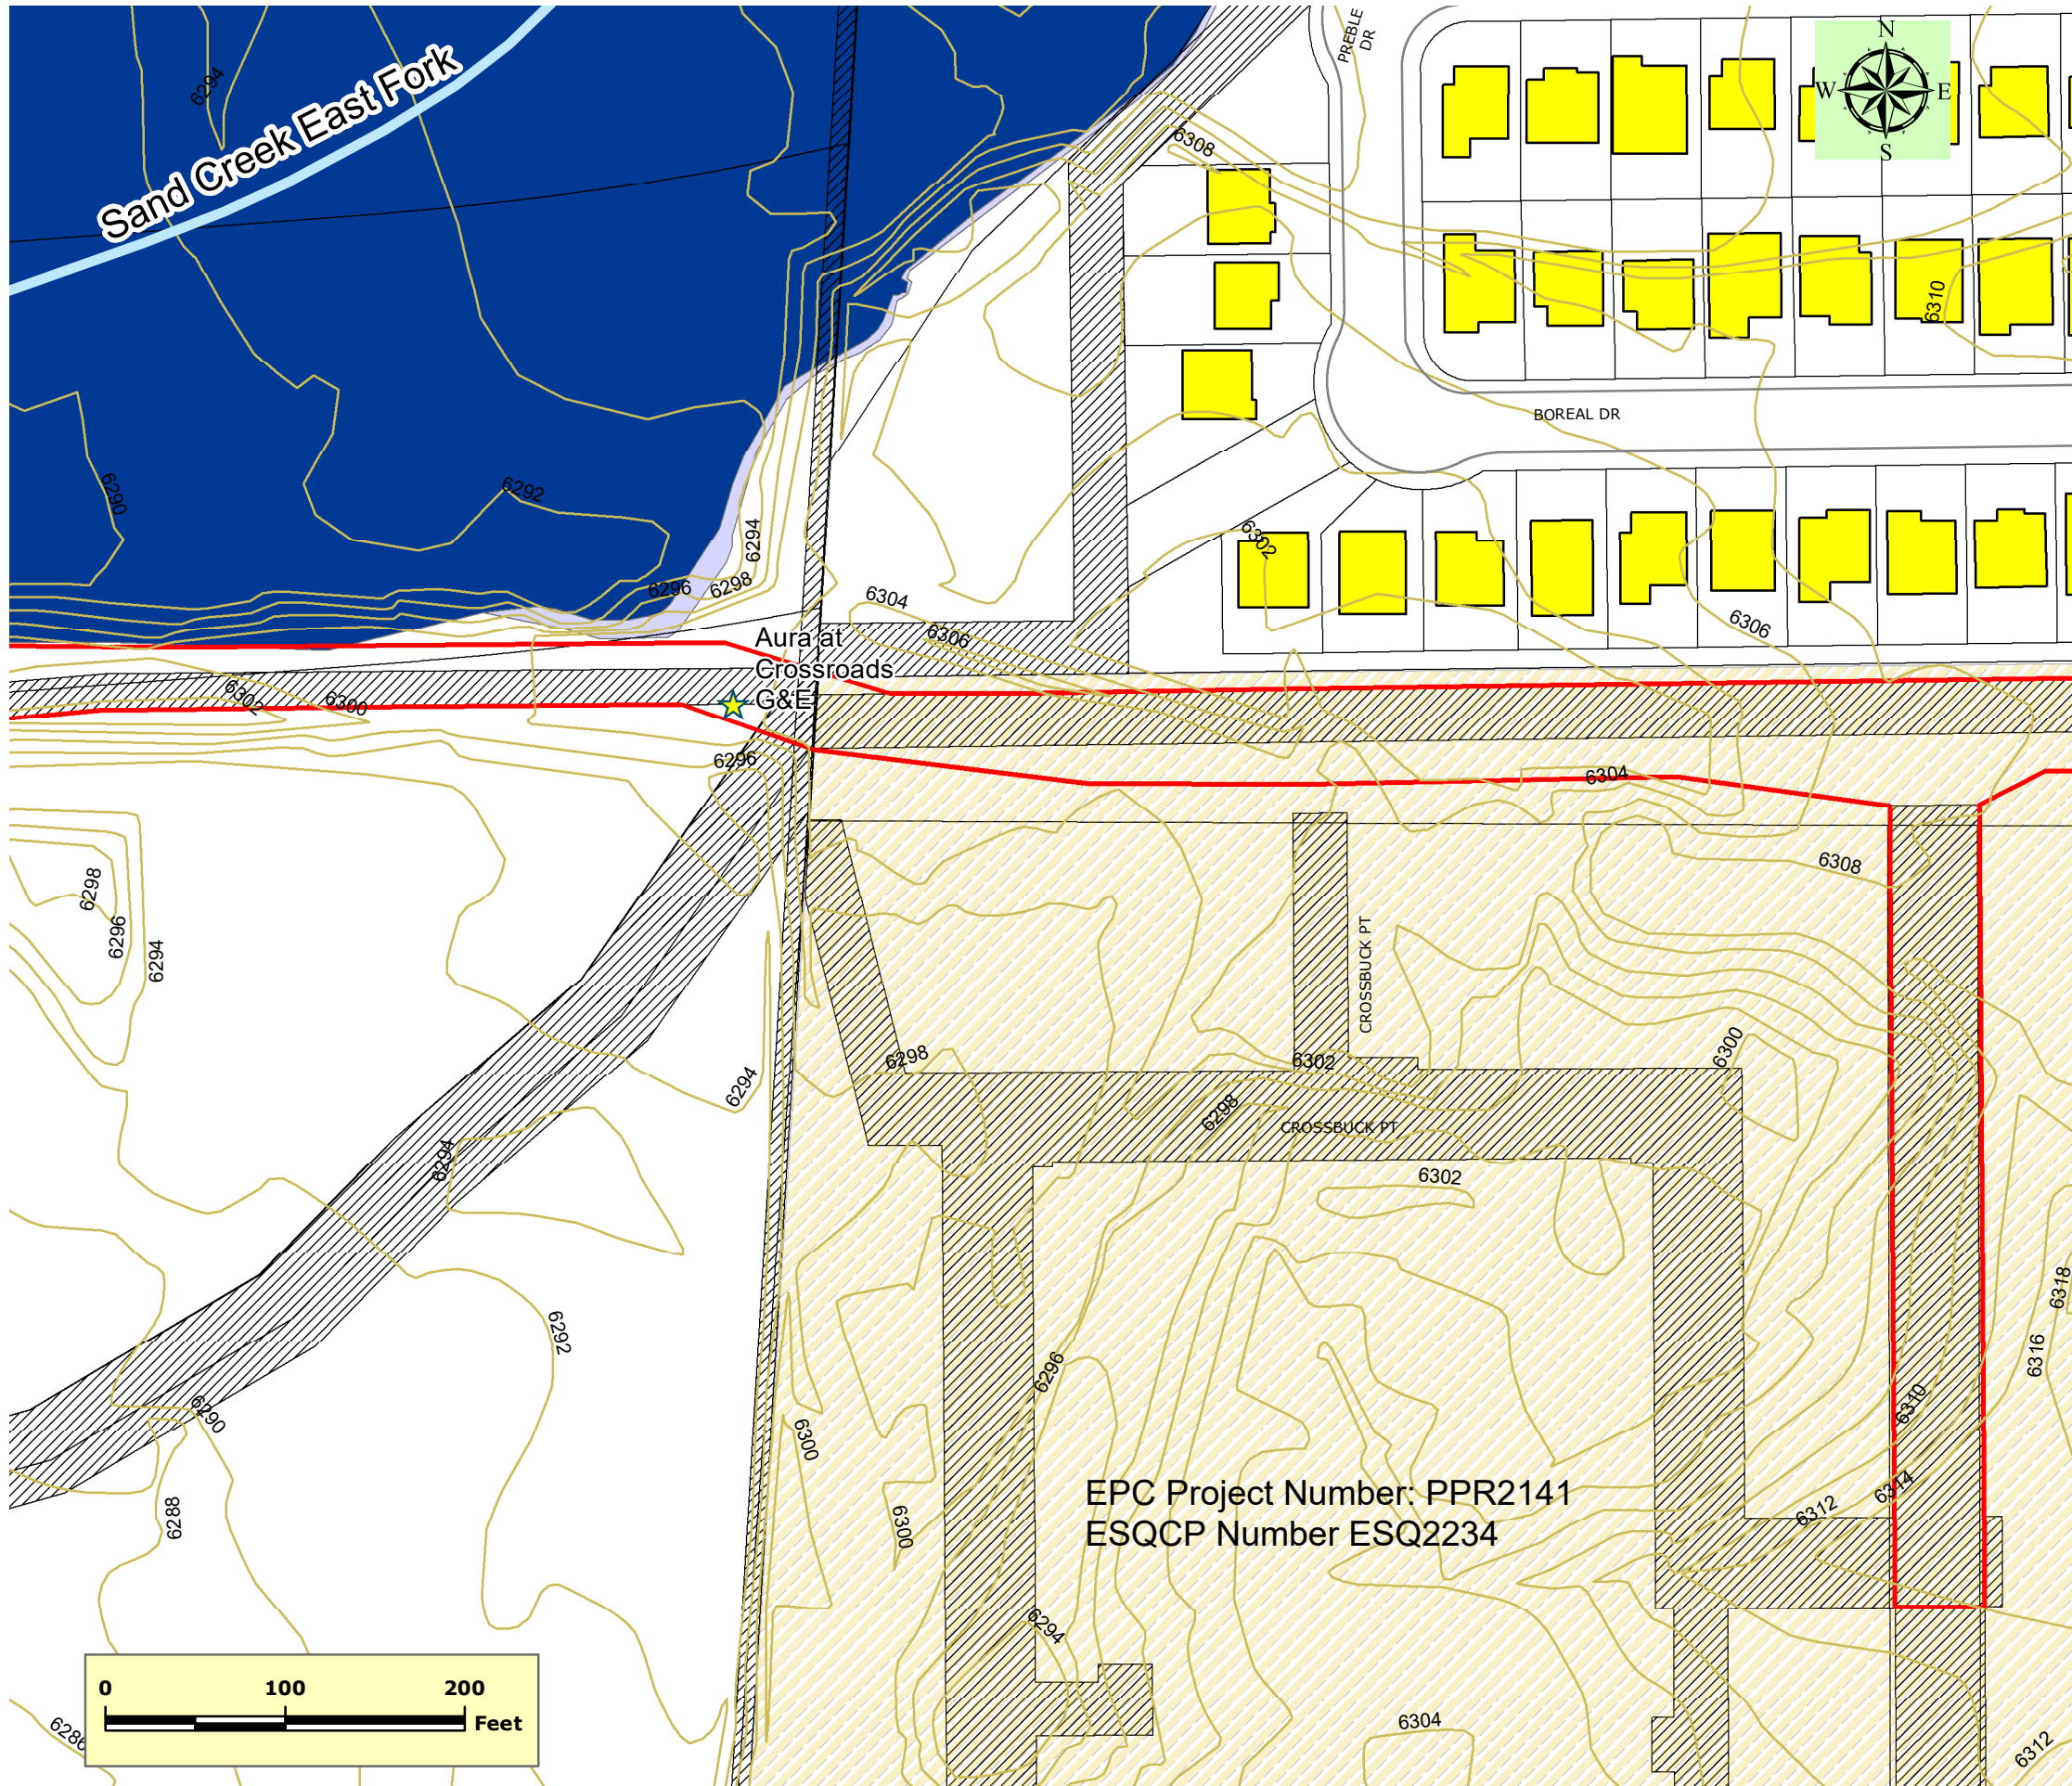 PREBLE
DR
N
W
E
S
6294
Sand Creek East Fork
6308
6310
BOREAL DR
6290
6292
6294
6302
6296
6298
6304
6306
6306
Aura at
Crossroads
G&E
6302
6300
6296
6304
6308
6298
6296
6294
CROSSBUCK PT
6298
6302
6300
6294
6298
CROSSBUCK PT
6294
6302
6318
6292
6316
6296
6290
6300
6310
EPC Project Number: PPR2141
ESQCP Number ESQ2234
6314
6312
6288
6300
6294
0 100 200
Feet
6286
6304
6312